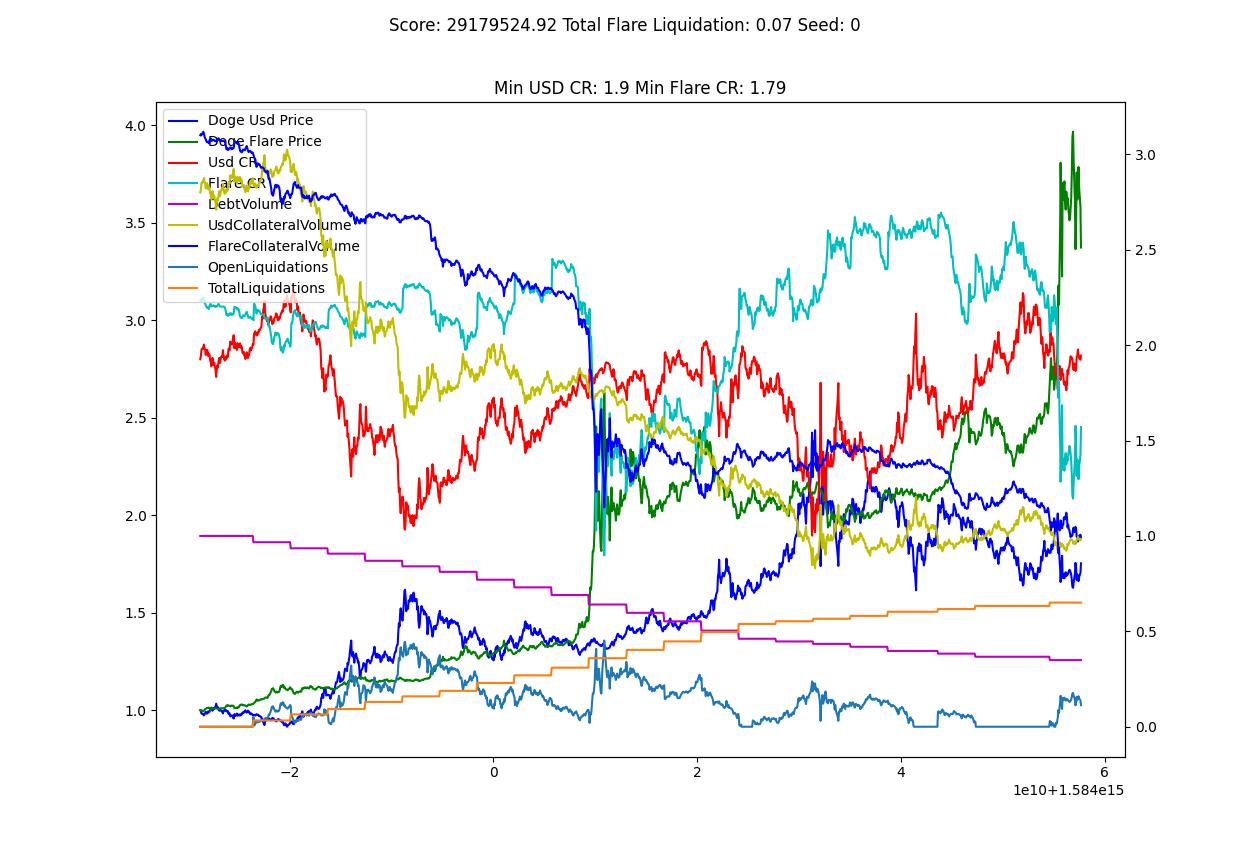 Score: 29179524.92 Total Flare Liquidation: 0.07 Seed: 0
Min USD CR: 1.9 Min Flare CR: 1.79
Doge Usd Price
Doge Flare Price
Usd CR
Flare CR
DebtVolume
UsdCollateralVolume
FlareCollateralVolume
OpenLiquidations
TotalLiquidations
4.0
3.5
3.0
2.5
2.0
1.5
1.0
3.0
2.5
2.0
1.5
1.0
0.5
0.0
−2
0
2
4
6
1e10+1.584e15